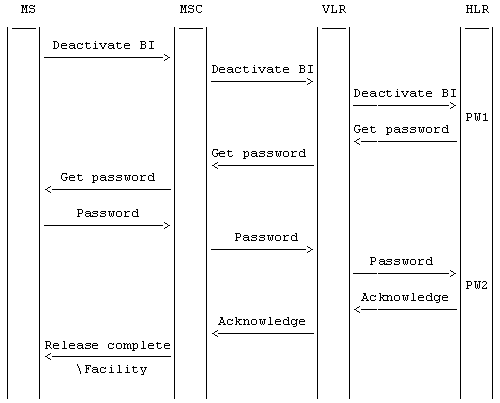 MS MSC VLR HLR
Deactivate BI
Deactivate BI
Deactivate BI
PW1
Get password
Get password
Get password
Password
Password
Password
PW2
Acknowledge
Acknowledge
Release complete
\Facility